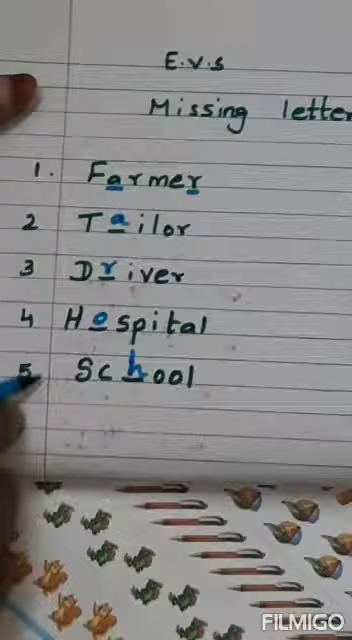 E.v.s
Missing letter
1. Farmer
2 Tailor
3 Driver
4 Hospital
5 School
FILMIGO